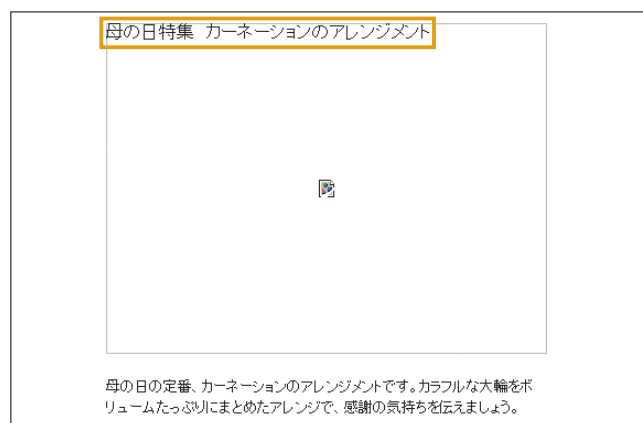 母の日特集 カーネーションのアレンジメント
母の日の定番、カーネーションのアレンジメントです。カラフルな大輪をボ
リュームたっぷりにまとめたアレンジで、感謝の気持ちを伝えましょう。